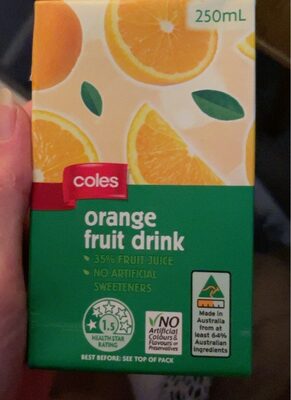 250mL
coles
orange
fruit drink
35% FRUIT JUICE
NO ARTIFICIAL
SWEETENERS
1.5
HEALTH STAR
RATING
NO
Artificial
Colours &
Flavours or
Preservatives
Made in
Australia
from at
least 64%
Australian
ingredients
BEST BEFORE: SEE TOP OF PACK